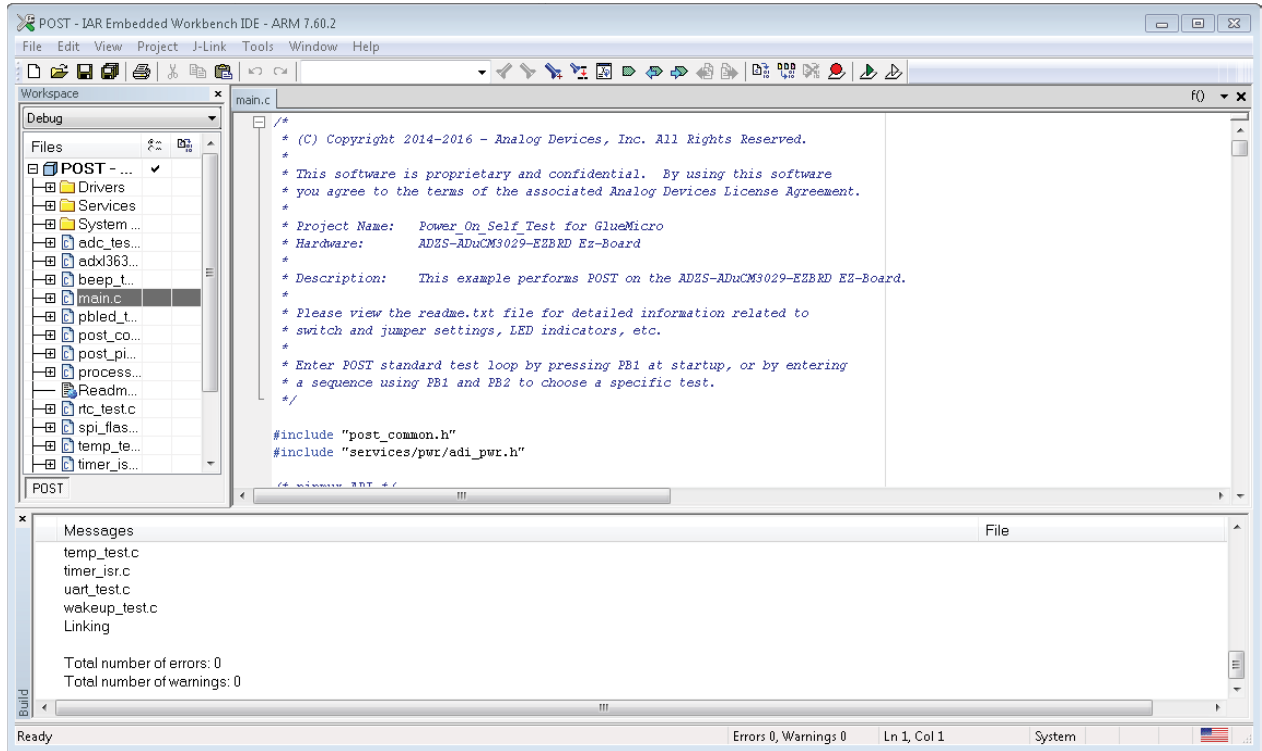 POST - IAR Embedded Workbench IDE - ARM 7.60.2
File Edit View Project J-Link Tools Window Help
Workspace
Debug
Files
POST - ...
Drivers
Services
System ...
adc_tes...
adxl363...
beep_t...
main.c
pbled_t...
post_co...
post_pi...
process...
Readm...
rtc_test.c
spi_flas...
temp_te...
timer_is...
POST
main.c
f()
/*
* (C) Copyright 2014-2016 - Analog Devices, Inc. All Rights Reserved.
*
* This software is proprietary and confidential. By using this software
* you agree to the terms of the associated Analog Devices License Agreement.
*
* Project Name: Power_On_Self_Test for GlueMicro
* Hardware: ADZS-ADuCM3029-EZBRD Ez-Board
*
* Description: This example performs POST on the ADZS-ADuCM3029-EZBRD EZ-Board.
*
* Please view the readme.txt file for detailed information related to
* switch and jumper settings, LED indicators, etc.
*
* Enter POST standard test loop by pressing PB1 at startup, or by entering
* a sequence using PB1 and PB2 to choose a specific test.
*/
#include "post_common.h"
#include "services/pwr/adi_pwr.h"
/* pinmux API */
Messages File
temp_test.c
timer_isr.c
uart_test.c
wakeup_test.c
Linking
Total number of errors: 0
Total number of warnings: 0
Build
Ready Errors 0, Warnings 0 Ln 1, Col 1 System